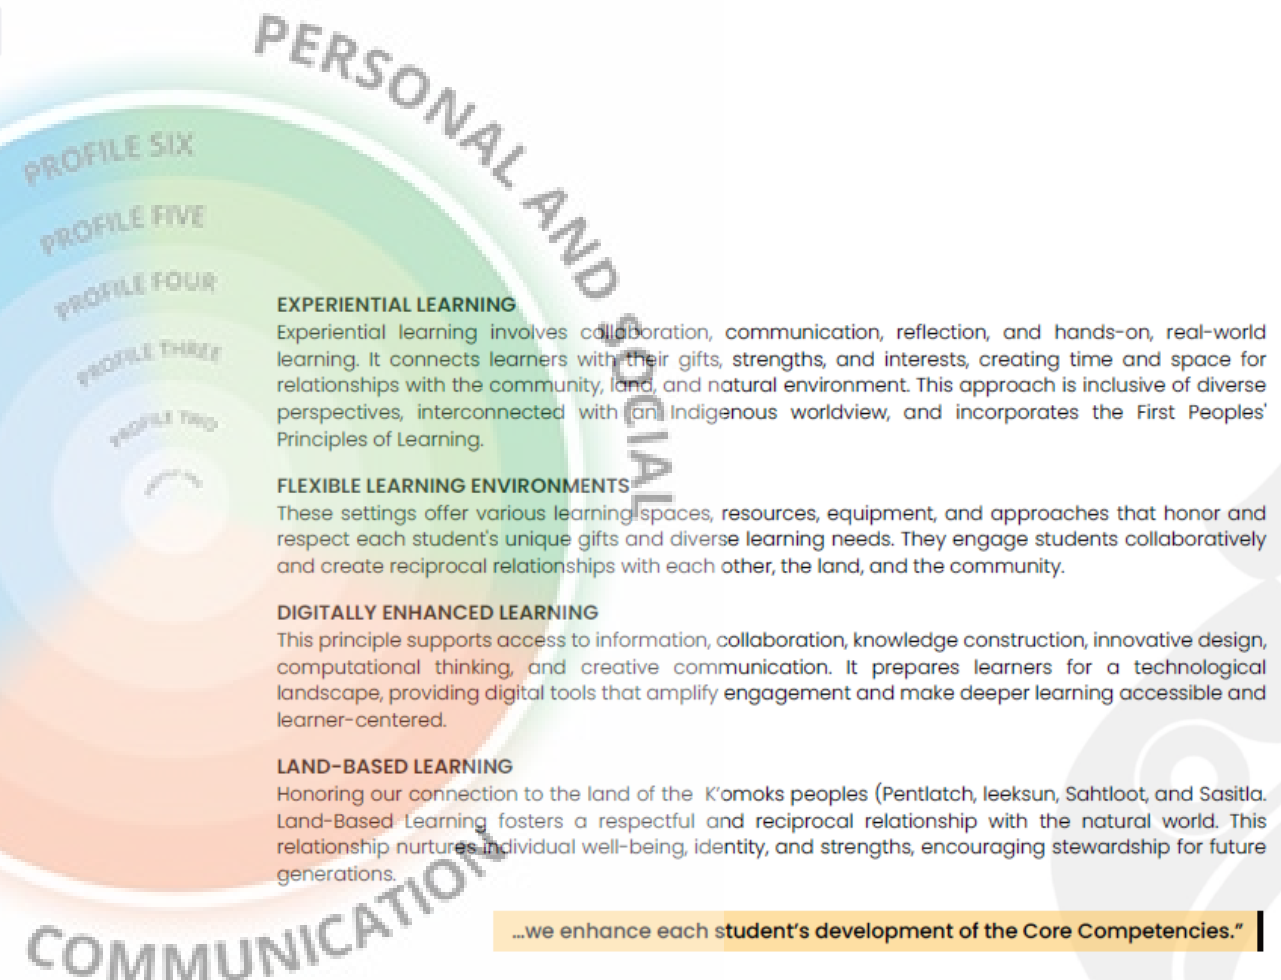 PERSONAL AND SOCIAL
PROFILE SIX
PROFILE FIVE
PROFILE FOUR
PROFILE THREE
PROFILE TWO
EXPERIENTIAL LEARNING
Experiential learning involves collaboration, communication, reflection, and hands-on, real-world
learning. It connects learners with their gifts, strengths, and interests, creating time and space for
relationships with the community, land, and natural environment. This approach is inclusive of diverse
perspectives, interconnected with (an) Indigenous worldview, and incorporates the First Peoples'
Principles of Learning.
FLEXIBLE LEARNING ENVIRONMENTS
These settings offer various learning spaces, resources, equipment, and approaches that honor and
respect each student's unique gifts and diverse learning needs. They engage students collaboratively
and create reciprocal relationships with each other, the land, and the community.
DIGITALLY ENHANCED LEARNING
This principle supports access to information, collaboration, knowledge construction, innovative design,
computational thinking, and creative communication. It prepares learners for a technological
landscape, providing digital tools that amplify engagement and make deeper learning accessible and
learner-centered.
LAND-BASED LEARNING
Honoring our connection to the land of the K'omoks peoples (Pentlatch, Ieeksun, Sahtloot, and Sasitla.
Land-Based Learning fosters a respectful and reciprocal relationship with the natural world. This
relationship nurtures individual well-being, identity, and strengths, encouraging stewardship for future
generations.
COMMUNICATION
...we enhance each student’s development of the Core Competencies.”